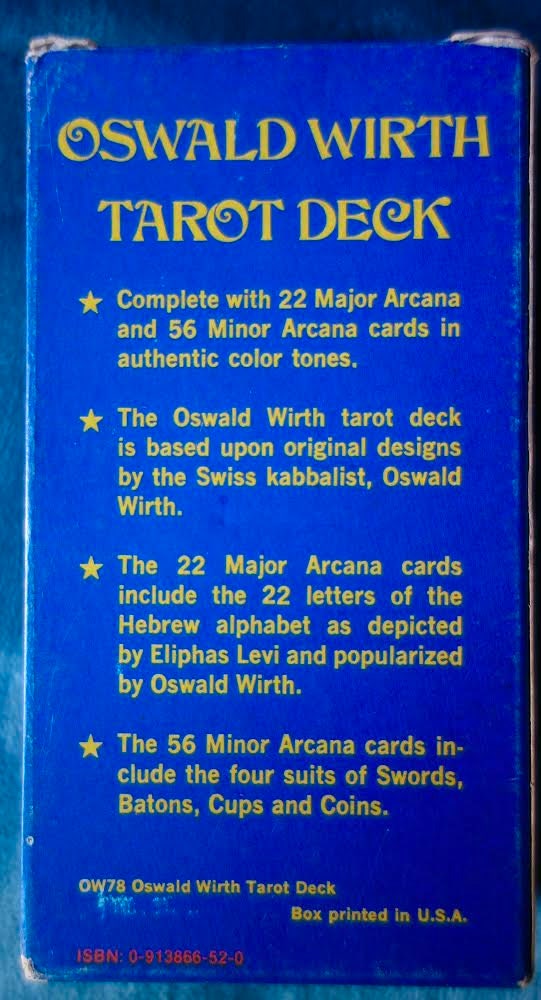 OSWALD WIRTH
TAROT DECK
★ Complete with 22 Major Arcana
and 56 Minor Arcana cards in
authentic color tones.
★ The Oswald Wirth tarot deck
is based upon original designs
by the Swiss kabbalist, Oswald
Wirth.
★ The 22 Major Arcana cards
include the 22 letters of the
Hebrew alphabet as depicted
by Eliphas Levi and popularized
by Oswald Wirth.
★ The 56 Minor Arcana cards in-
clude the four suits of Swords,
Batons, Cups and Coins.
OW78 Oswald Wirth Tarot Deck
Box printed in U.S.A.
ISBN: 0-913866-52-0